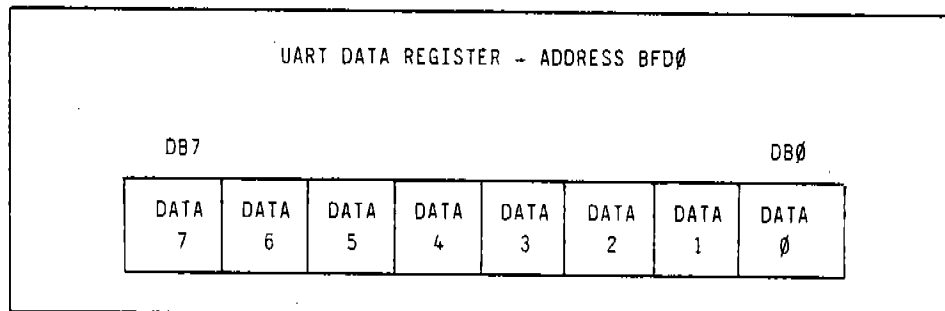 UART DATA REGISTER - ADDRESS BFDØ
DB7 DBØ
DATA DATA DATA DATA DATA DATA DATA DATA
7 6 5 4 3 2 1 Ø